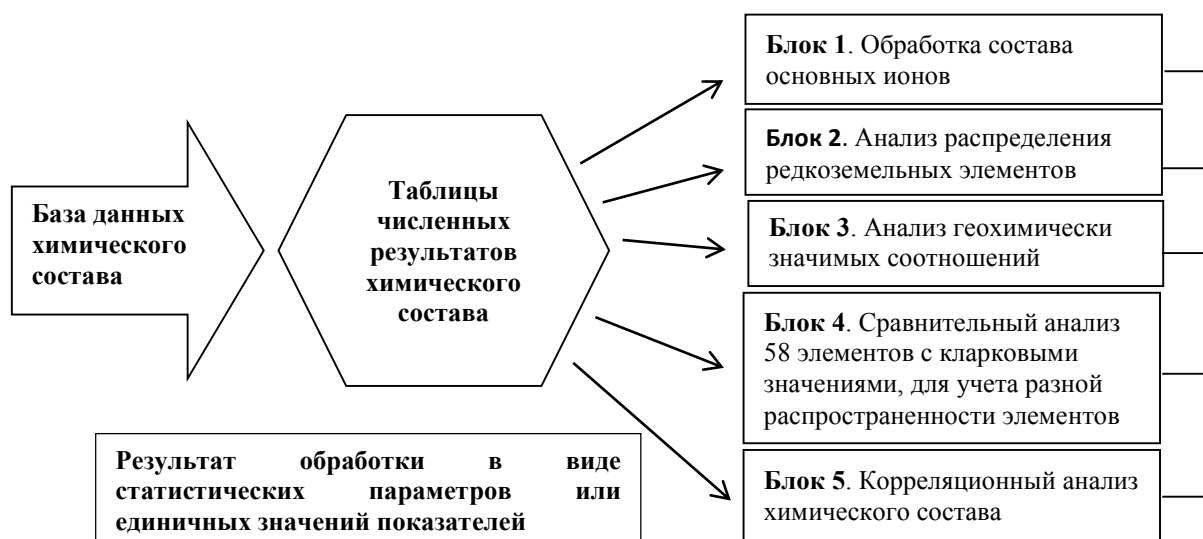 База данных
химического
состава
Таблицы
численных
результатов
химического
состава
Блок 1. Обработка состава
основных ионов
Блок 2. Анализ распределения
редкоземельных элементов
Блок 3. Анализ геохимически
значимых соотношений
Блок 4. Сравнительный анализ
58 элементов с кларковыми
значениями, для учета разной
распространенности элементов
Блок 5. Корреляционный анализ
химического состава
Результат обработки в виде
статистических параметров или
единичных значений показателей